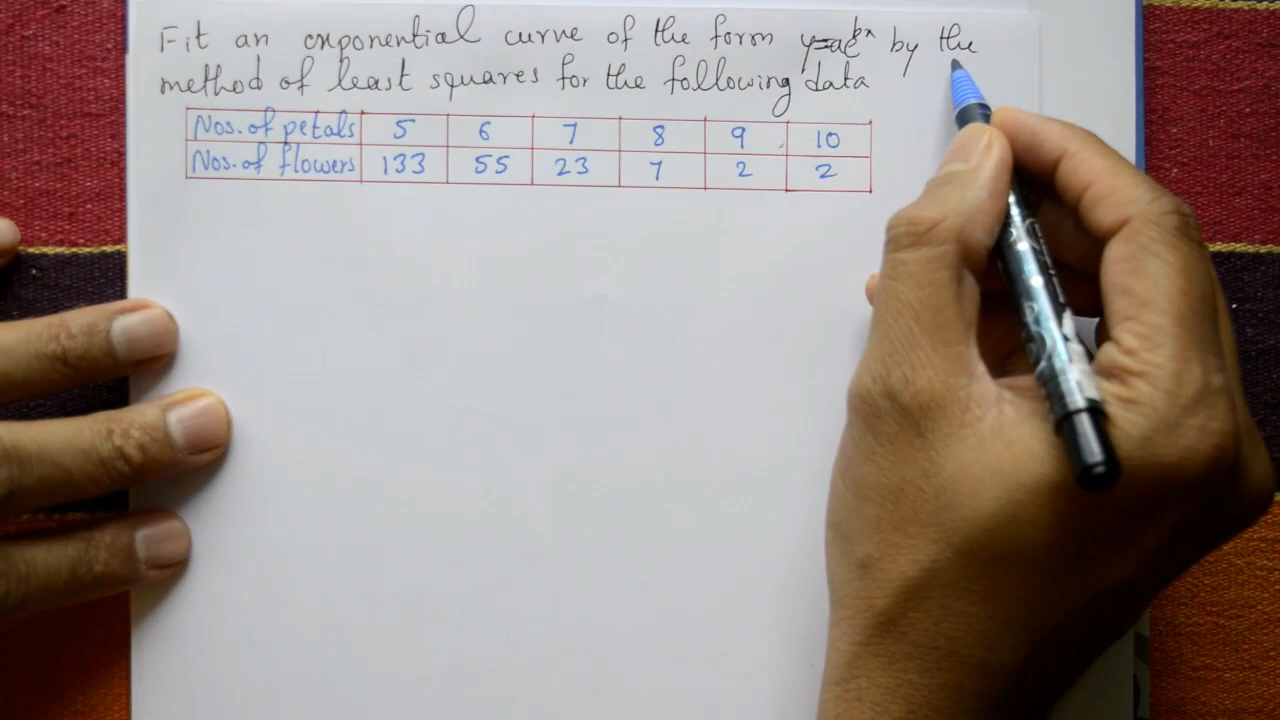 Fit an exponential curve of the form y=ae^bx by the
method of least squares for the following data
Nos. of petals 5 6 7 8 9 10
Nos. of flowers 133 55 23 7 2 2